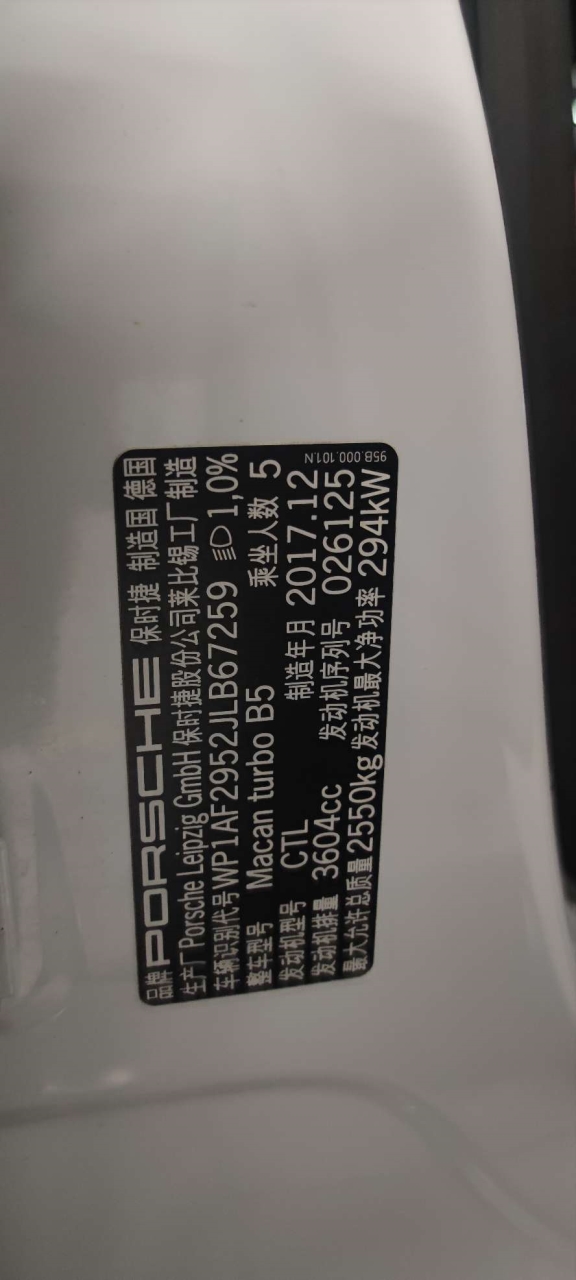 品牌 PORSCHE 保时捷 制造国 德国
生产厂 Porsche Leipzig GmbH 保时捷股份公司莱比锡工厂制造
车辆识别代号 WP1AF2952JLB67259 1,0%
整车型号 Macan turbo B5 乘坐人数 5
发动机型号 CTL 制造年月 2017.12
发动机排量 3604cc 发动机序列号 026125
最大允许总质量 2550kg 发动机最大净功率 294kW
95B.000.101.N